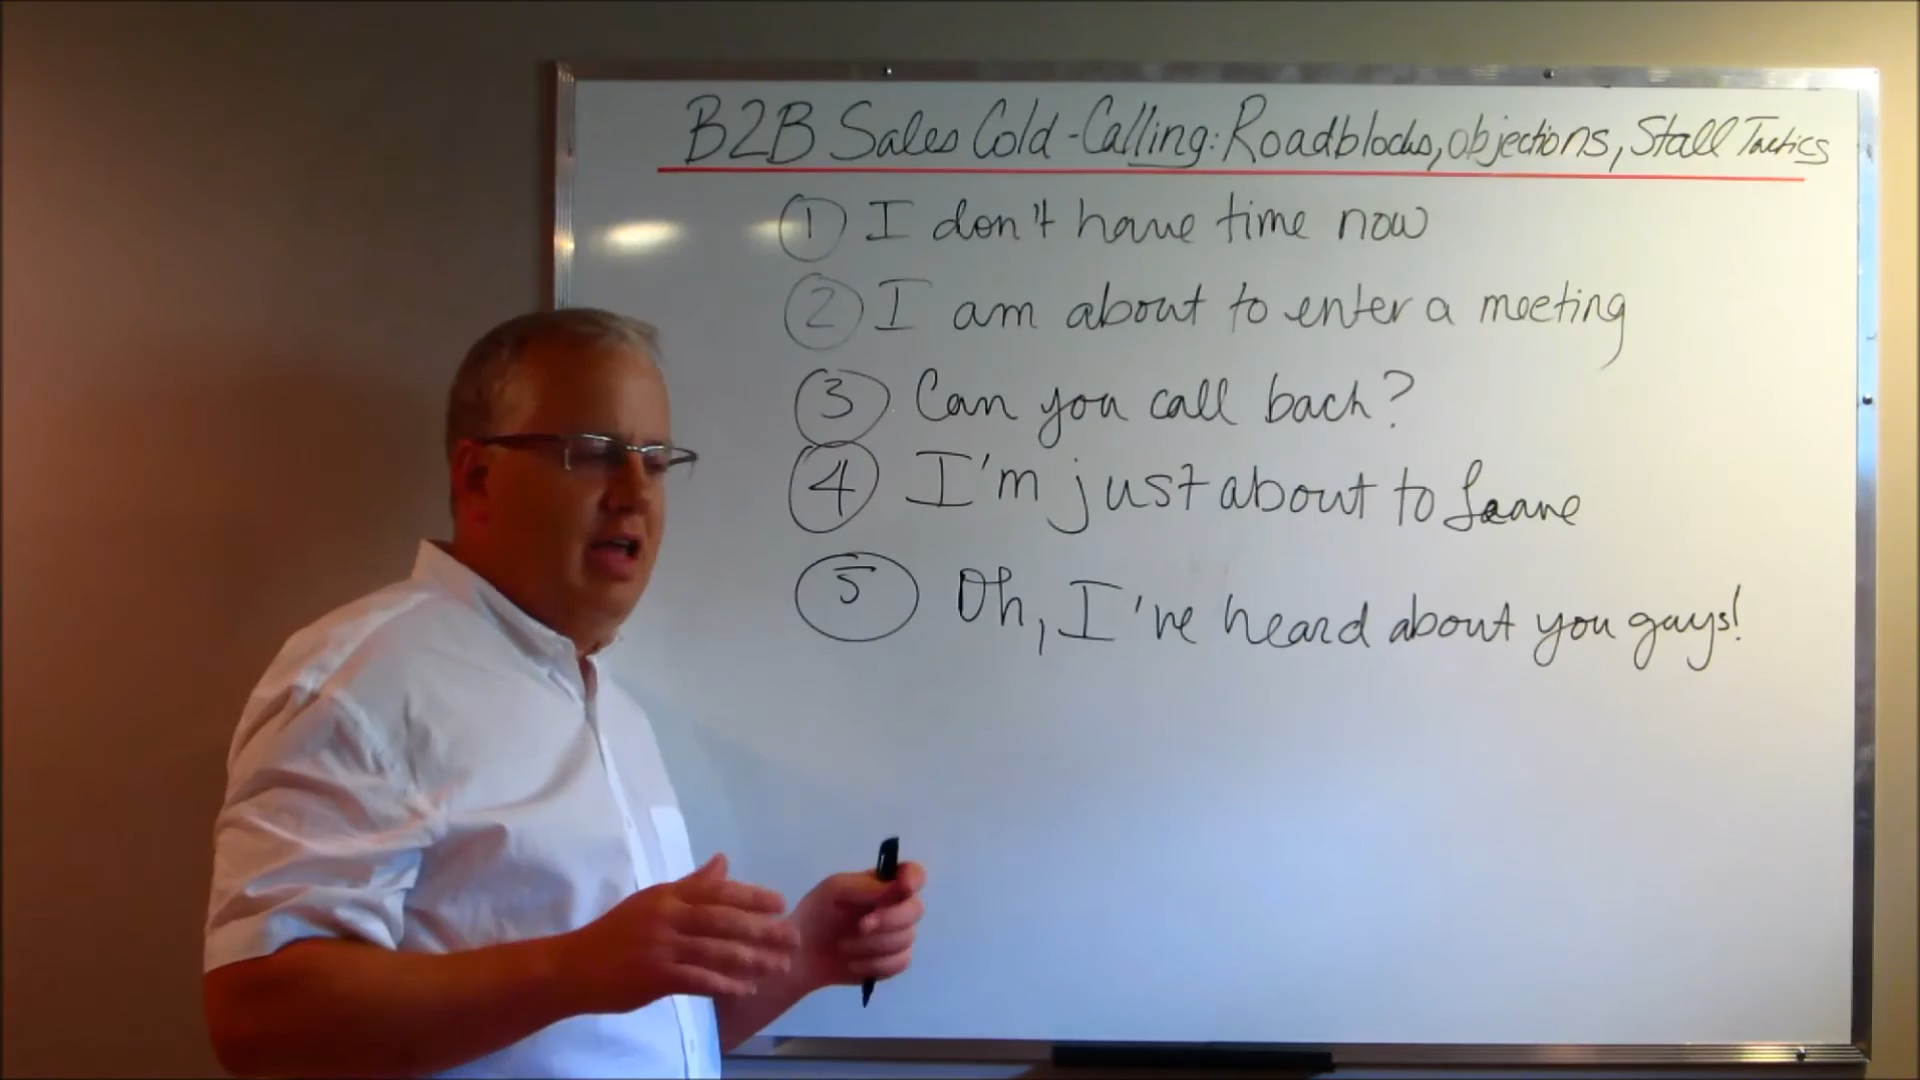 B2B Sales Cold-Calling: Roadblocks, objections, Stall Tactics
1 I don't have time now
2 I am about to enter a meeting
3 Can you call back?
4 I'm just about to leave
5 Oh, I've heard about you guys!